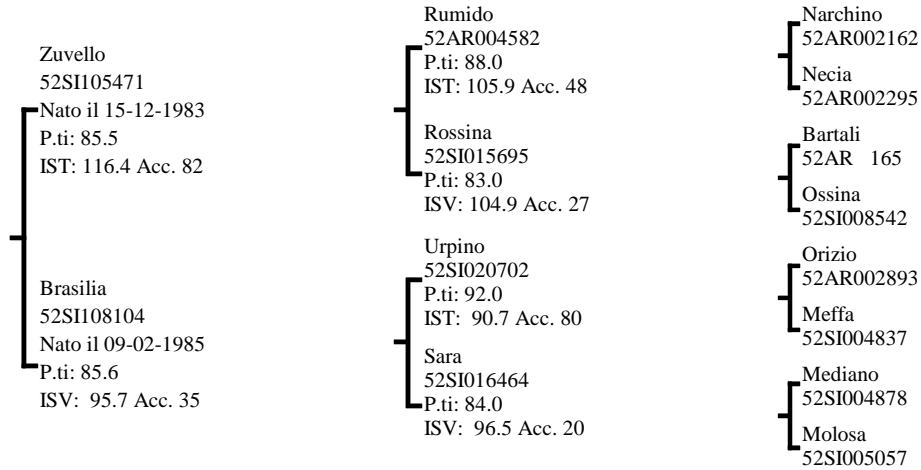 Zuvello
52SI105471
Nato il 15-12-1983
P.ti: 85.5
IST: 116.4 Acc. 82
Brasilia
52SI108104
Nato il 09-02-1985
P.ti: 85.6
ISV:  95.7 Acc. 35
Rumido
52AR004582
P.ti: 88.0
IST: 105.9 Acc. 48
Rossina
52SI015695
P.ti: 83.0
ISV: 104.9 Acc. 27
Urpino
52SI020702
P.ti: 92.0
IST:  90.7 Acc. 80
Sara
52SI016464
P.ti: 84.0
ISV:  96.5 Acc. 20
Narchino
52AR002162
Necia
52AR002295
Bartali
52AR   165
Ossina
52SI008542
Orizio
52AR002893
Meffa
52SI004837
Mediano
52SI004878
Molosa
52SI005057